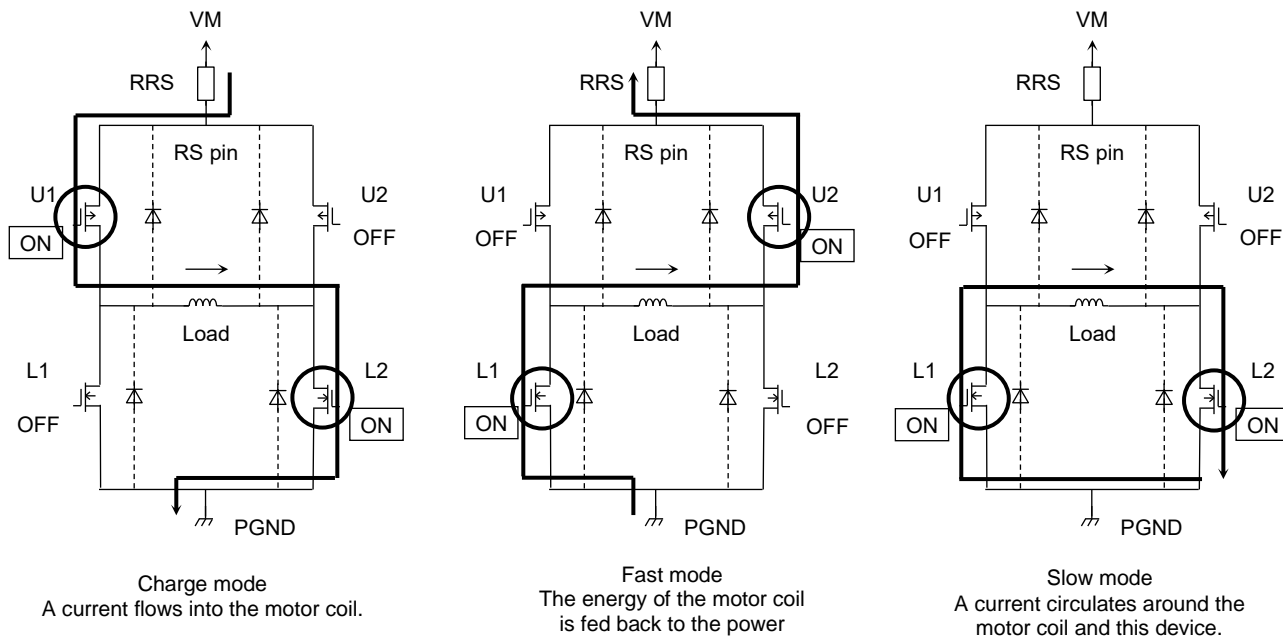 VM
RRS
RS pin
U1
U2
ON
OFF
Load
L1
L2
OFF
ON
PGND
Charge mode
A current flows into the motor coil.
VM
RRS
RS pin
U1
U2
OFF
ON
Load
L1
L2
ON
OFF
PGND
Fast mode
The energy of the motor coil
is fed back to the power
VM
RRS
RS pin
U1
U2
OFF
OFF
Load
L1
L2
ON
ON
PGND
Slow mode
A current circulates around the
motor coil and this device.